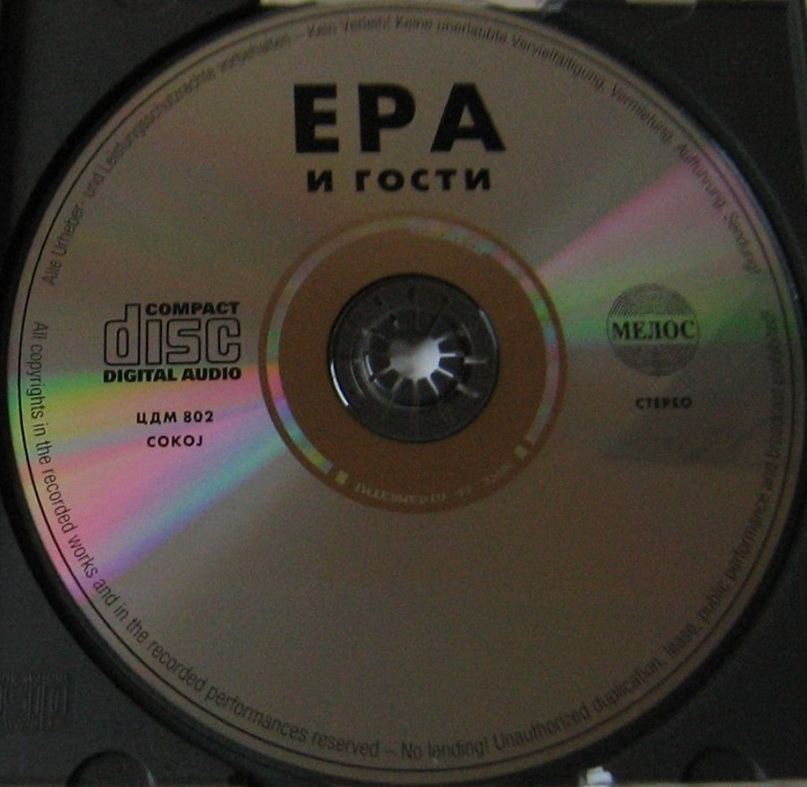 Alle Urheber- und Leistungsschutzrechte vorbehalten – Kein Verleih! Keine unerlaubte Vervielfältigung, Vermietung, Aufführung, Sendung!
ЕРА
И ГОСТИ
COMPACT
disc
DIGITAL AUDIO
ЦДМ 802
СОКОЈ
МЕЛОС
СТЕРЕО
All copyrights in the recorded works and in the recorded performances reserved – No lending! Unauthorized duplication, lease, public performance and broadcast prohibited